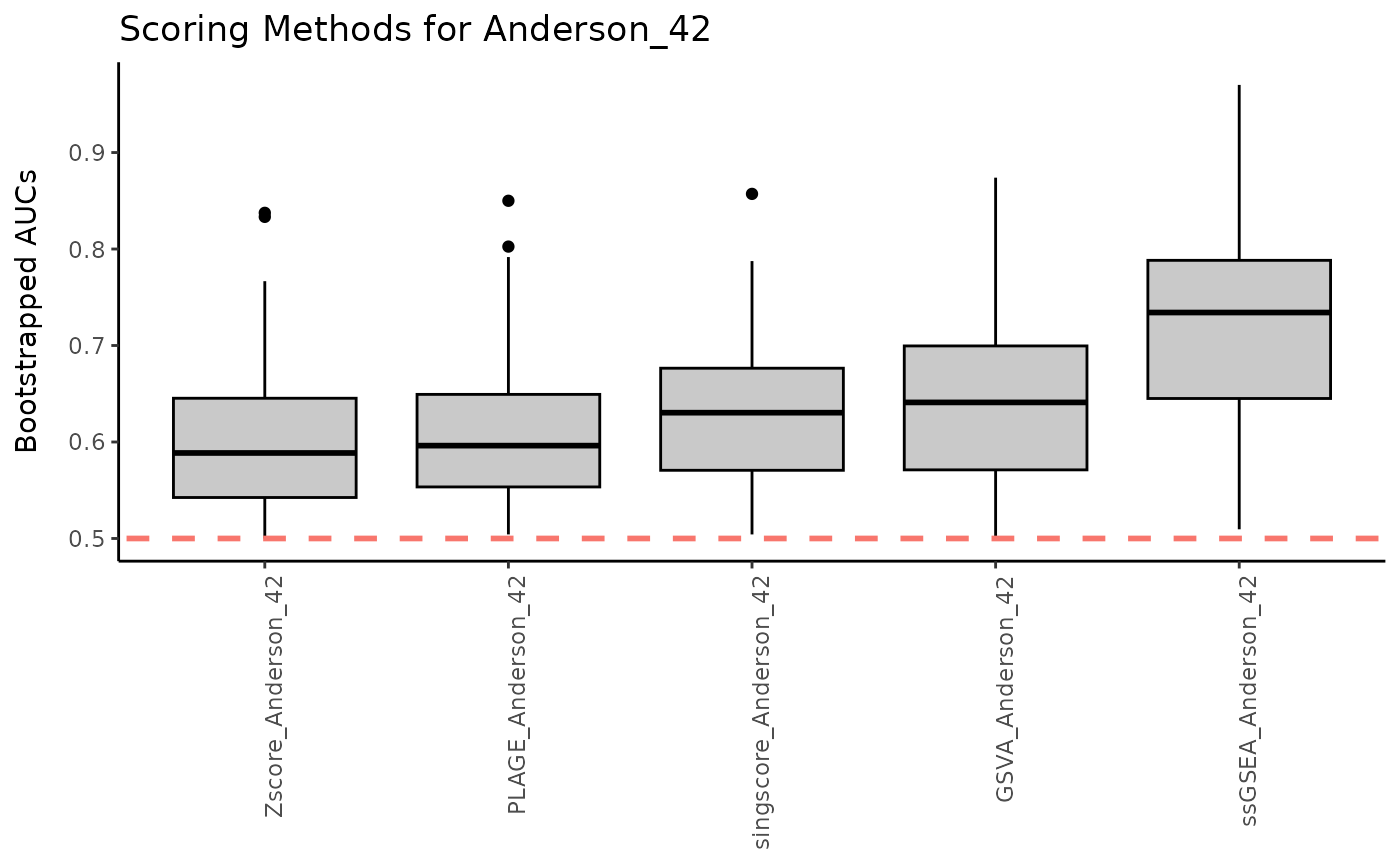 Scoring Methods for Anderson_42
Bootstrapped AUCs
0.9
0.8
0.7
0.6
0.5
Zscore_Anderson_42
PLAGE_Anderson_42
singscore_Anderson_42
GSVA_Anderson_42
ssGSEA_Anderson_42